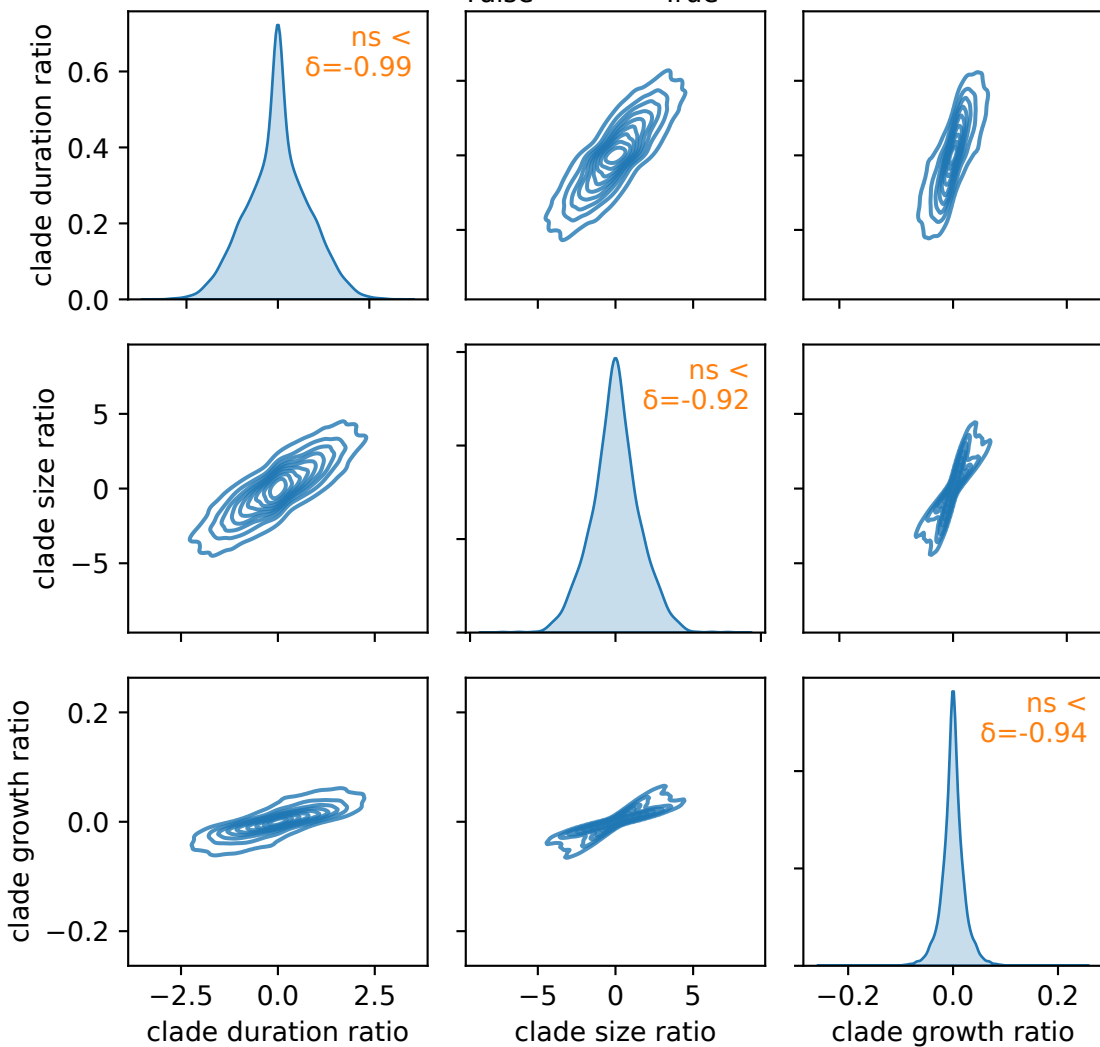 clade duration ratio
0.6
0.4
0.2
0.0
ns <
δ=-0.99
clade size ratio
5
0
−5
ns <
δ=-0.92
clade growth ratio
0.2
0.0
−0.2
ns <
δ=-0.94
−2.5 0.0 2.5
−5 0 5
−0.2 0.0 0.2
clade duration ratio
clade size ratio
clade growth ratio